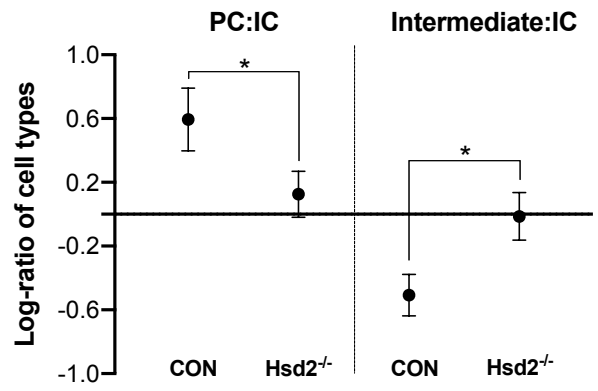 PC:IC Intermediate:IC
Log-ratio of cell types
1.0
0.6
0.2
-0.2
-0.6
-1.0
* *
CON Hsd2-/- CON Hsd2-/-